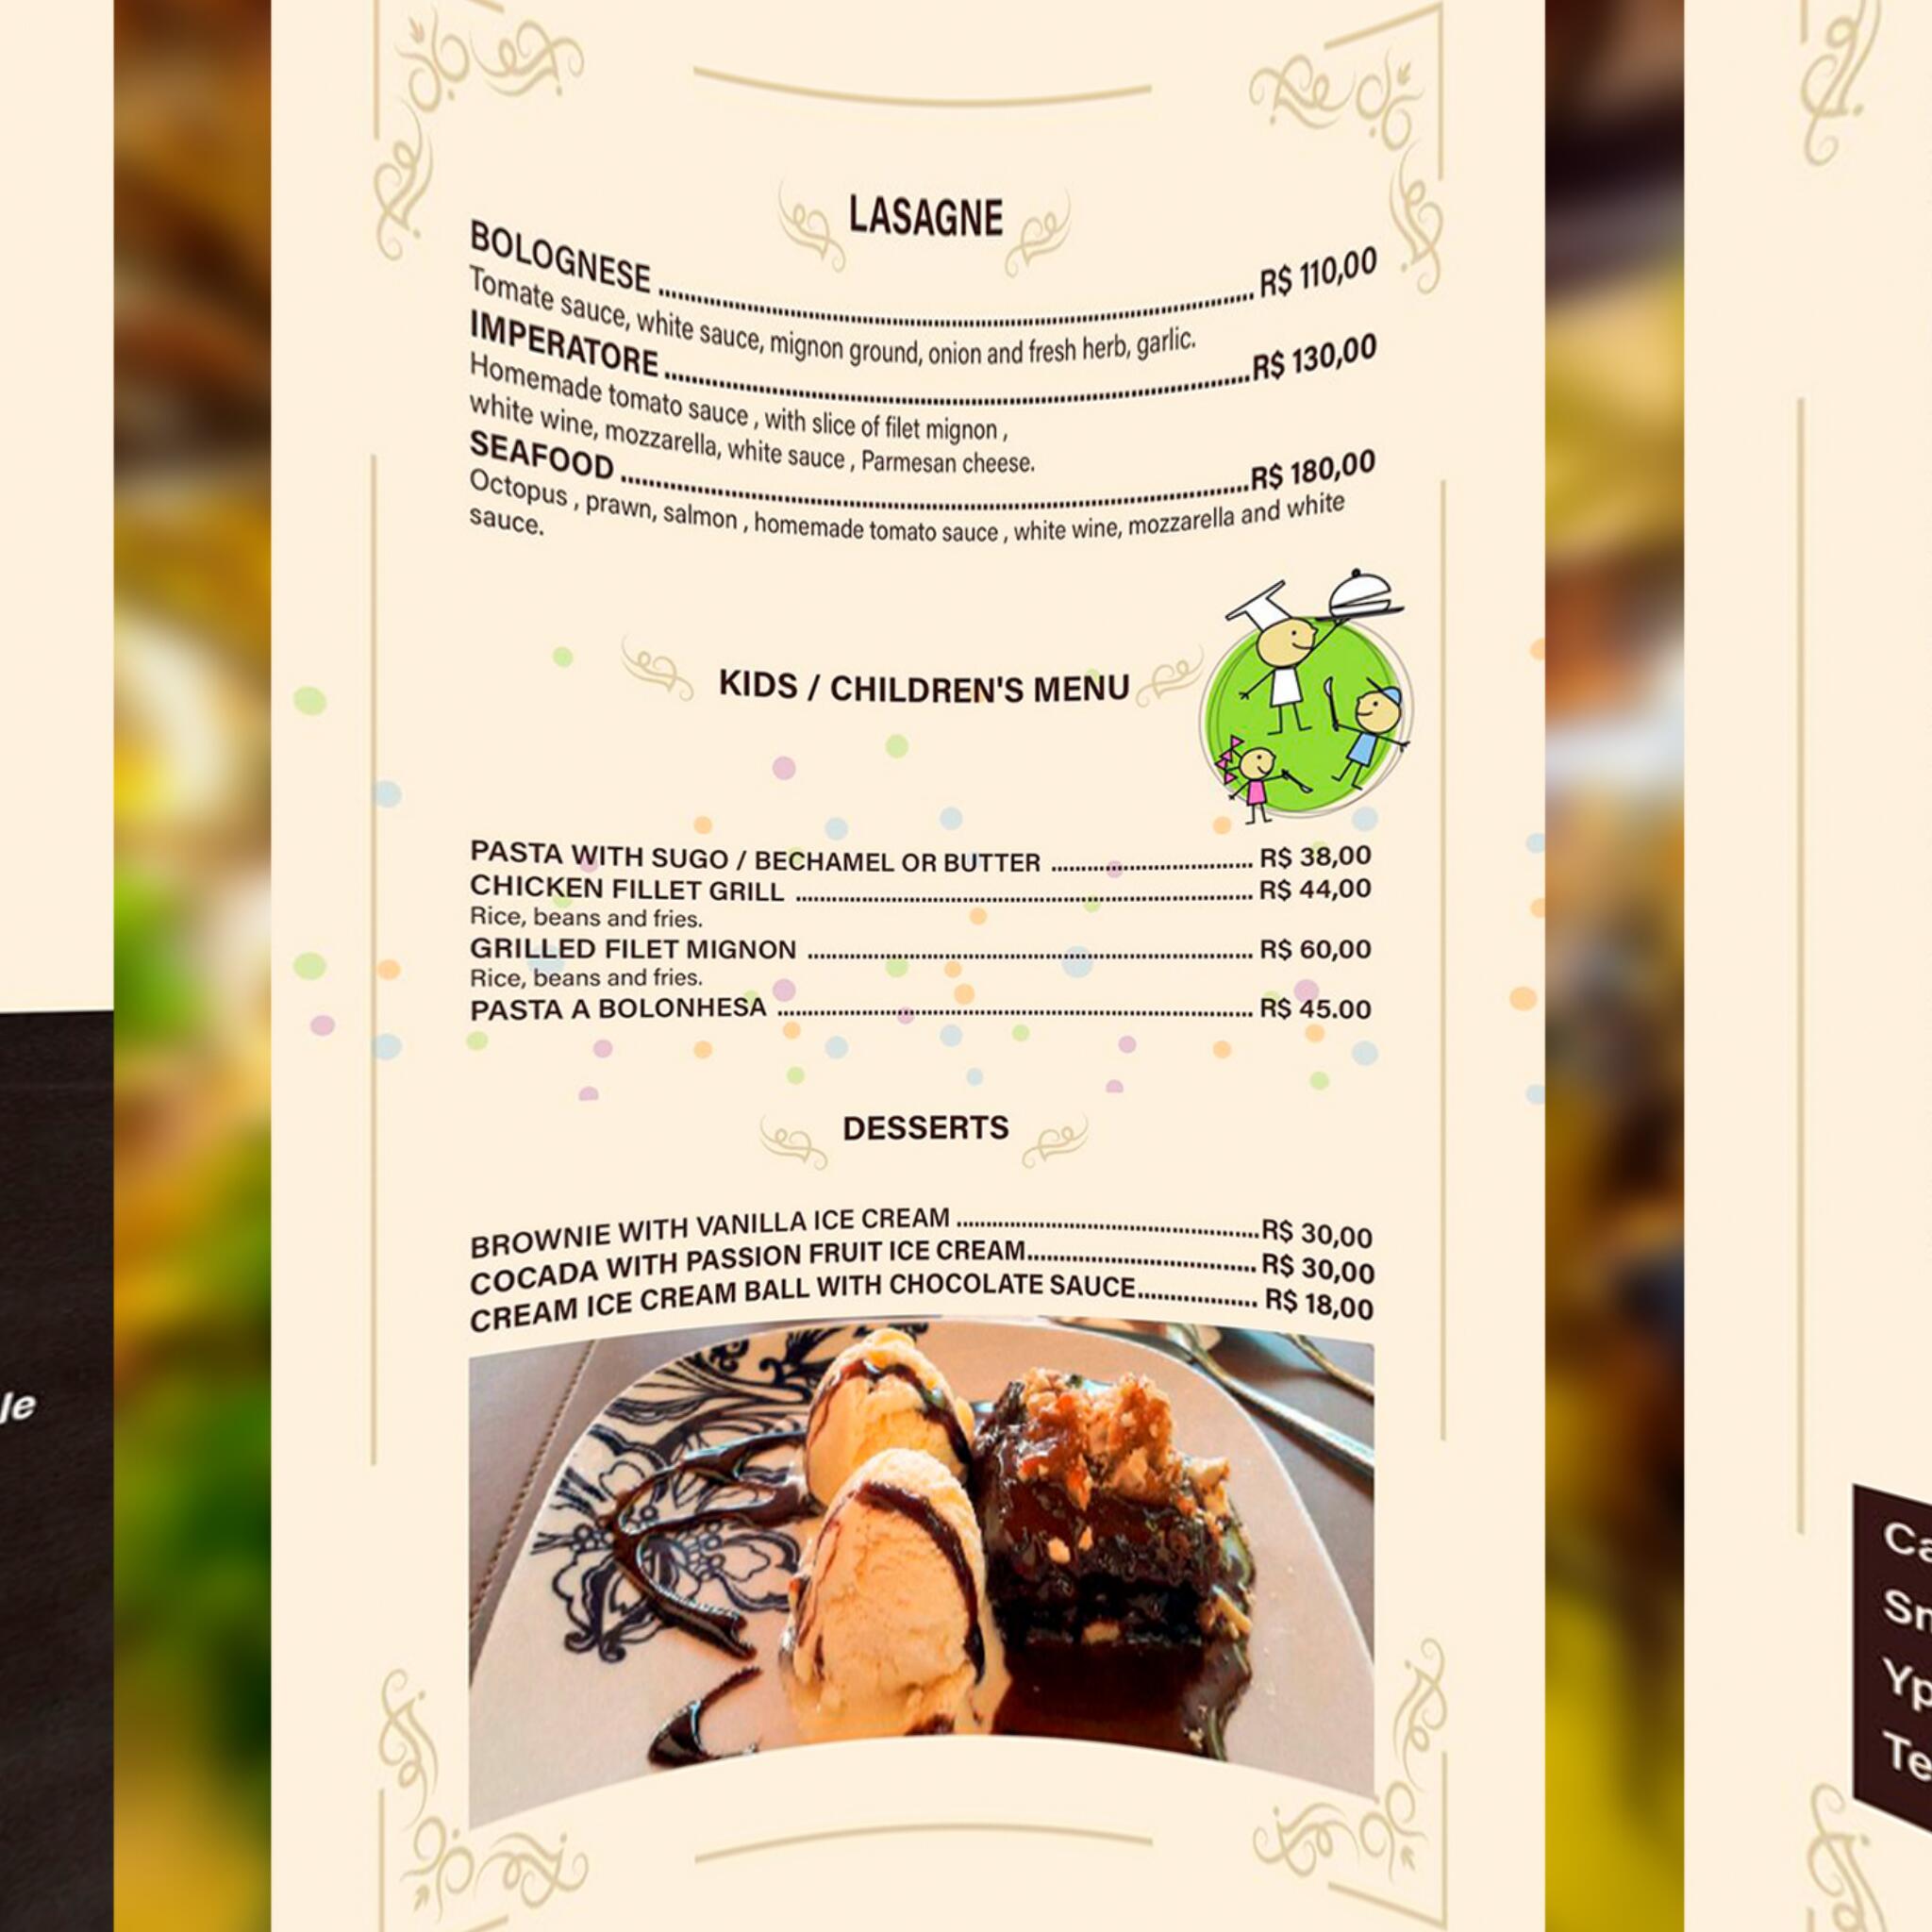 LASAGNE
BOLOGNESE ........................ R$ 110,00
Tomate sauce, white sauce, mignon ground, onion and fresh herb, garlic.
IMPERATORE ........................ R$ 130,00
Homemade tomato sauce , with slice of filet mignon ,
white wine, mozzarella, white sauce , Parmesan cheese.
SEAFOOD ........................ R$ 180,00
Octopus , prawn, salmon , homemade tomato sauce , white wine, mozzarella and white
sauce.
KIDS / CHILDREN'S MENU
PASTA WITH SUGO / BECHAMEL OR BUTTER ........................ R$ 38,00
CHICKEN FILLET GRILL ........................ R$ 44,00
Rice, beans and fries.
GRILLED FILET MIGNON ........................ R$ 60,00
Rice, beans and fries.
PASTA A BOLONHESA ........................ R$ 45.00
DESSERTS
BROWNIE WITH VANILLA ICE CREAM ........................ R$ 30,00
COCADA WITH PASSION FRUIT ICE CREAM........................ R$ 30,00
CREAM ICE CREAM BALL WITH CHOCOLATE SAUCE........................ R$ 18,00